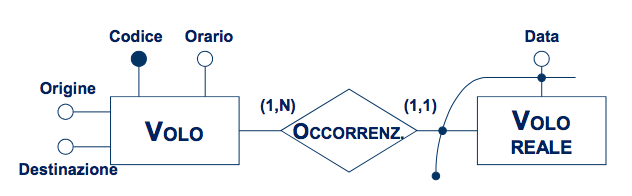 Codice
Orario
Data
Origine
(1,N)
(1,1)
VOLO
OCCORRENZ.
VOLO
REALE
Destinazione